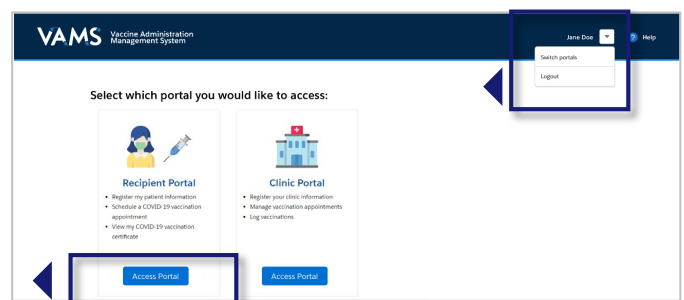 VAMS
Vaccine Administration
Management System
Jane Doe
? Help
Switch portals
Logout
Select which portal you would like to access:
Recipient Portal
• Register my patient information
• Schedule a COVID-19 vaccination
appointment
• View my COVID-19 vaccination
certificate
Access Portal
Clinic Portal
• Register your clinic information
• Manage vaccination appointments
• Log vaccinations
Access Portal